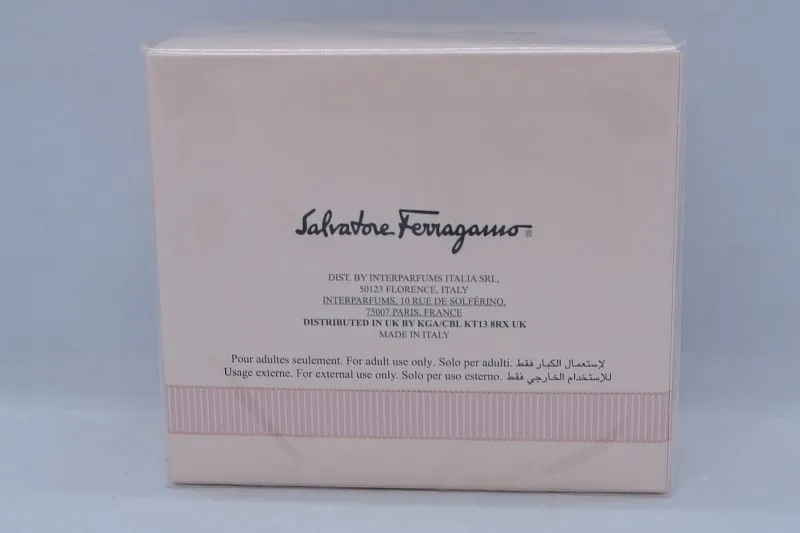 Salvatore Ferragamo®
DIST. BY INTERPARFUMS ITALIA SRL,
50123 FLORENCE, ITALY
INTERPARFUMS, 10 RUE DE SOLFÉRINO,
75007 PARIS, FRANCE
DISTRIBUTED IN UK BY KGA/CBL KT13 8RX UK
MADE IN ITALY
Pour adultes seulement. For adult use only. Solo per adulti. لإستعمال الكبار فقط
Usage externe. For external use only. Solo per uso esterno. للإستخدام الخارجي فقط